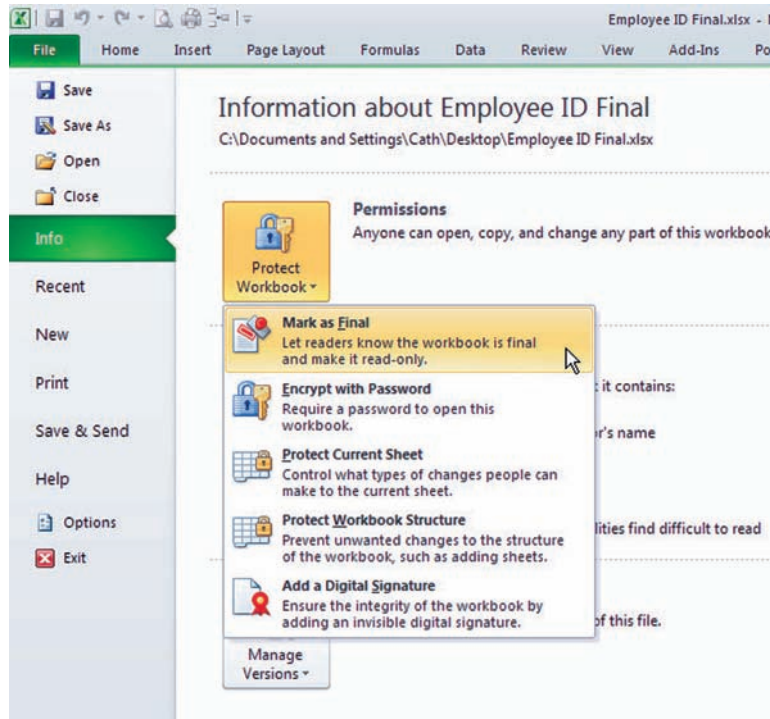 Employee ID Final.xlsx -
File Home Insert Page Layout Formulas Data Review View Add-Ins
Save
Save As
Open
Close
Info
Recent
New
Print
Save & Send
Help
Options
Exit
Information about Employee ID Final
C:\Documents and Settings\Cath\Desktop\Employee ID Final.xlsx
Protect
Workbook
Permissions
Anyone can open, copy, and change any part of this workbook
Mark as Final
Let readers know the workbook is final
and make it read-only.
Encrypt with Password
Require a password to open this
workbook.
Protect Current Sheet
Control what types of changes people can
make to the current sheet.
Protect Workbook Structure
Prevent unwanted changes to the structure
of the workbook, such as adding sheets.
Add a Digital Signature
Ensure the integrity of the workbook by
adding an invisible digital signature.
it contains:
or's name
ilities find difficult to read
of this file.
Manage
Versions